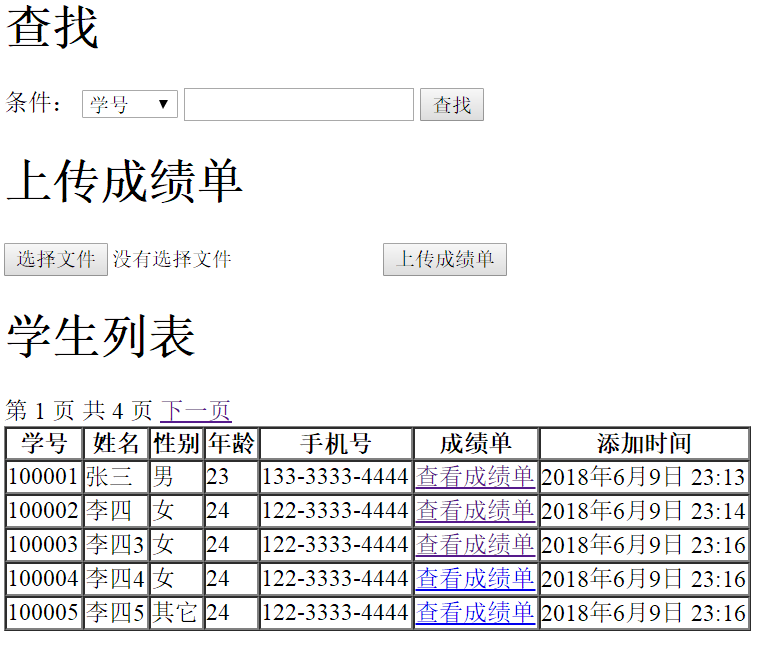 查找
条件： 学号 查找
上传成绩单
选择文件 没有选择文件 上传成绩单
学生列表
第 1 页 共 4 页 下一页
学号 姓名 性别 年龄 手机号 成绩单 添加时间
100001 张三 男 23 133-3333-4444 查看成绩单 2018年6月9日 23:13
100002 李四 女 24 122-3333-4444 查看成绩单 2018年6月9日 23:14
100003 李四3 女 24 122-3333-4444 查看成绩单 2018年6月9日 23:16
100004 李四4 女 24 122-3333-4444 查看成绩单 2018年6月9日 23:16
100005 李四5 其它 24 122-3333-4444 查看成绩单 2018年6月9日 23:16